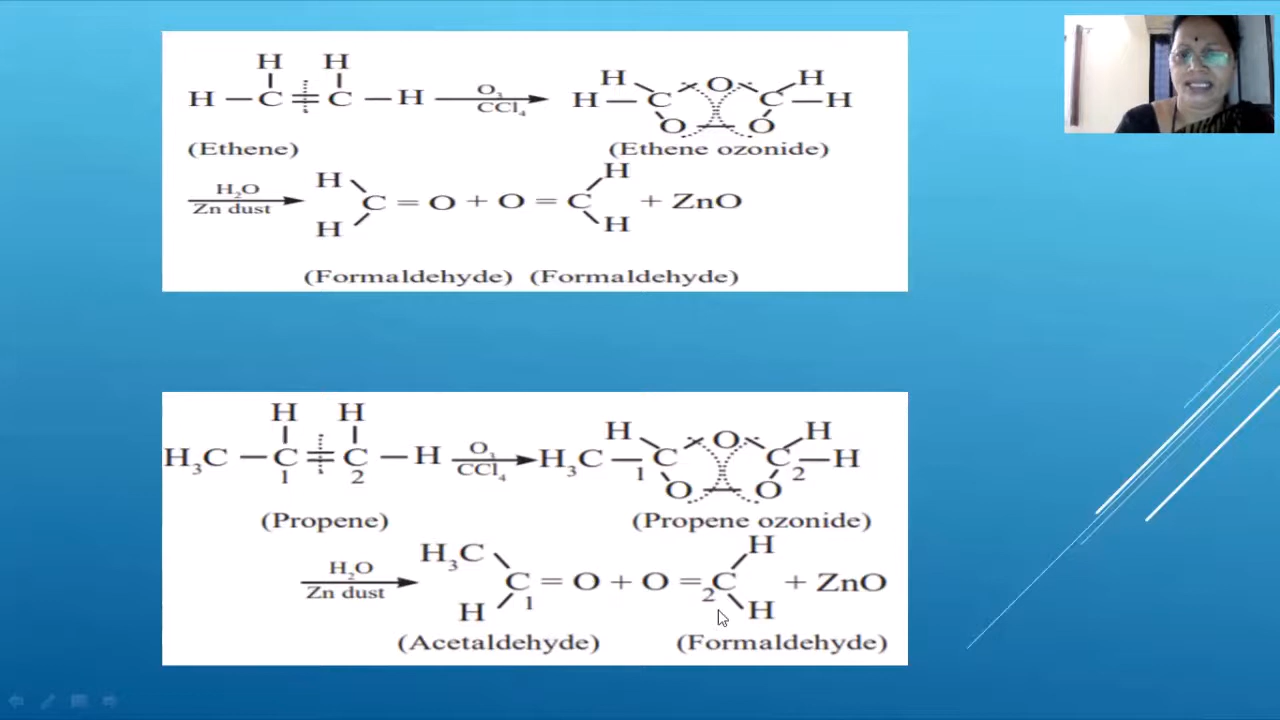 H H H H
H – C = C – H O₃ CCl₄ H – C O C – H
O O
(Ethene) (Ethene ozonide)
H₂O Zn dust H H C = O + O = C H H + ZnO
(Formaldehyde) (Formaldehyde)
H H H H
H₃C – C = C – H O₃ CCl₄ H₃C – C O C – H
1 2 1 O O 2
(Propene) (Propene ozonide)
H₂O Zn dust H₃C H C 1 = O + O = C 2 H H + ZnO
(Acetaldehyde) (Formaldehyde)